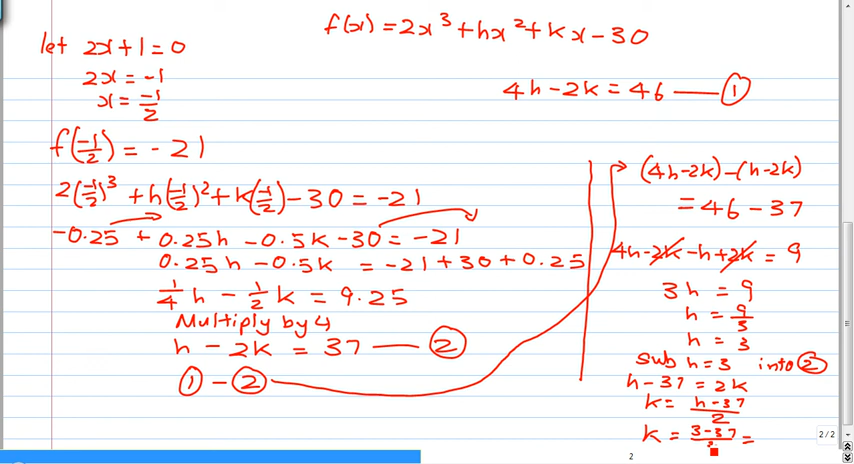 f(x) = 2x³ + hx² + kx - 30
let 2x + 1 = 0
2x = -1
x = -1/2
4h - 2k = 46 — ①
f(-1/2) = -21
2(-1/2)³ + h(-1/2)² + k(-1/2) - 30 = -21
-0.25 + 0.25h - 0.5k - 30 = -21
0.25h - 0.5k = -21 + 30 + 0.25
1/4 h - 1/2 k = 9.25
Multiply by 4
h - 2k = 37 — ②
① - ②
(4h - 2k) - (h - 2k)
= 46 - 37
4h - 2k - h + 2k = 9
3h = 9
h = 9/3
h = 3
sub h = 3 into ②
h - 37 = 2k
k = h - 37/2
k = 3 - 37/2 =
2 / 2
2